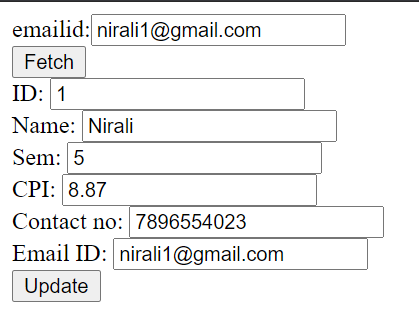 emailid: nirali1@gmail.com
Fetch
ID: 1
Name: Nirali
Sem: 5
CPI: 8.87
Contact no: 7896554023
Email ID: nirali1@gmail.com
Update